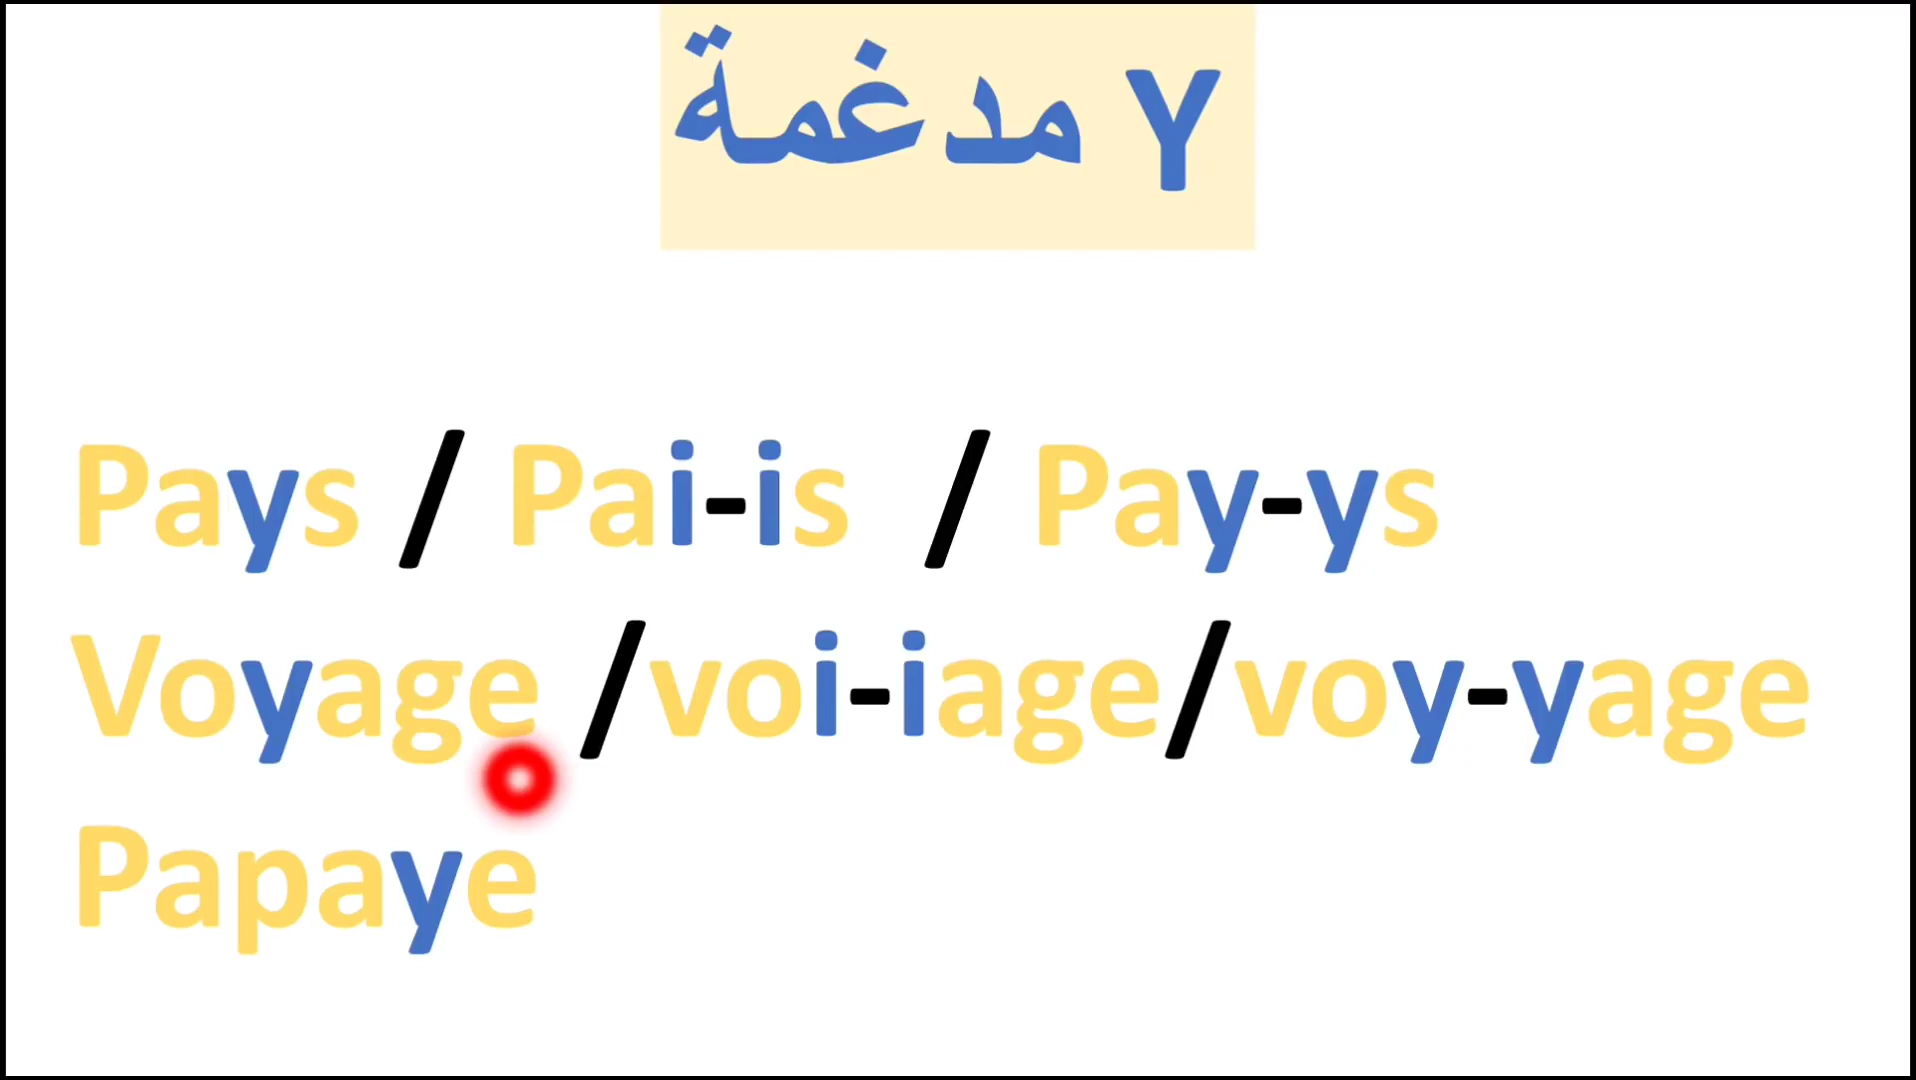 Y مدغمة
Pays / Pai-is / Pay-ys
Voyage /voi-iage/voy-yage
Papaye